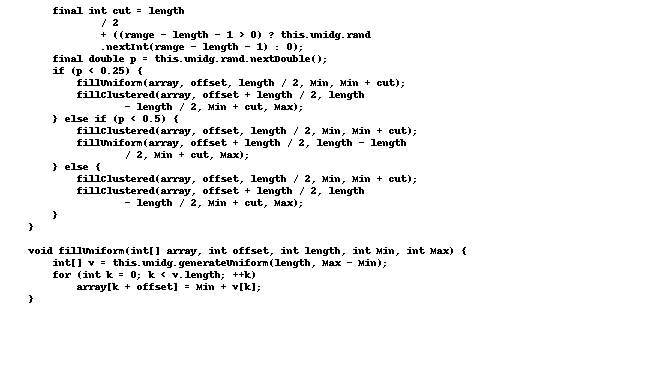 final int cut = length
/ 2
+ ((range - length - 1 > 0) ? this.unidg.rand
.nextInt(range - length - 1) : 0);
final double p = this.unidg.rand.nextDouble();
if (p < 0.25) {
fillUniform(array, offset, length / 2, Min, Min + cut);
fillClustered(array, offset + length / 2, length
- length / 2, Min + cut, Max);
} else if (p < 0.5) {
fillClustered(array, offset, length / 2, Min, Min + cut);
fillUniform(array, offset + length / 2, length - length
/ 2, Min + cut, Max);
} else {
fillClustered(array, offset, length / 2, Min, Min + cut);
fillClustered(array, offset + length / 2, length
- length / 2, Min + cut, Max);
}
}
void fillUniform(int[] array, int offset, int length, int Min, int Max) {
int[] v = this.unidg.generateUniform(length, Max - Min);
for (int k = 0; k < v.length; ++k)
array[k + offset] = Min + v[k];
}